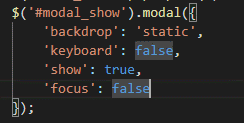 $('#modal_show').modal({
    'backdrop': 'static',
    'keyboard': false,
    'show': true,
    'focus': false
});